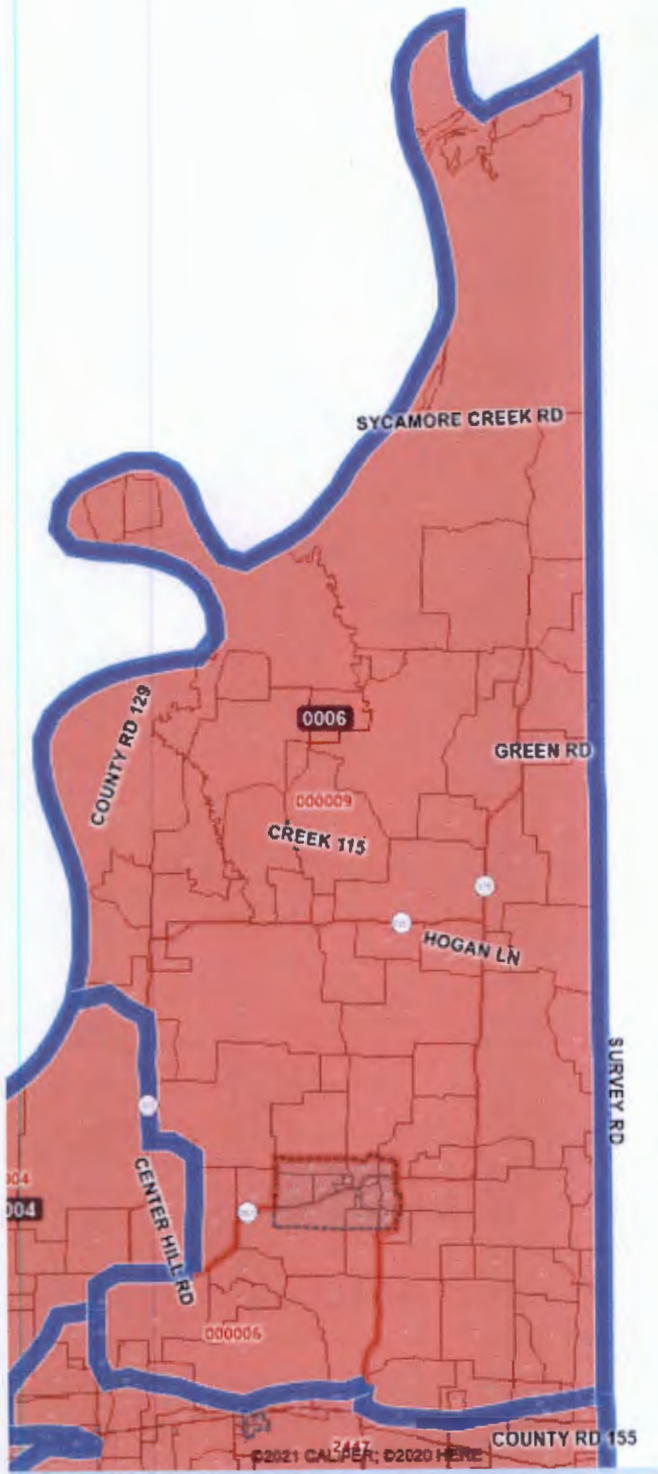 SYCAMORE CREEK RD
COUNTY RD 129
0006
GREEN RD
000009
CREEK 115
HOGAN LN
SURVEY RD
CENTER HILL RD
004
004
000006
2447
©2021 CALIPER; ©2020 HERE
COUNTY RD 155